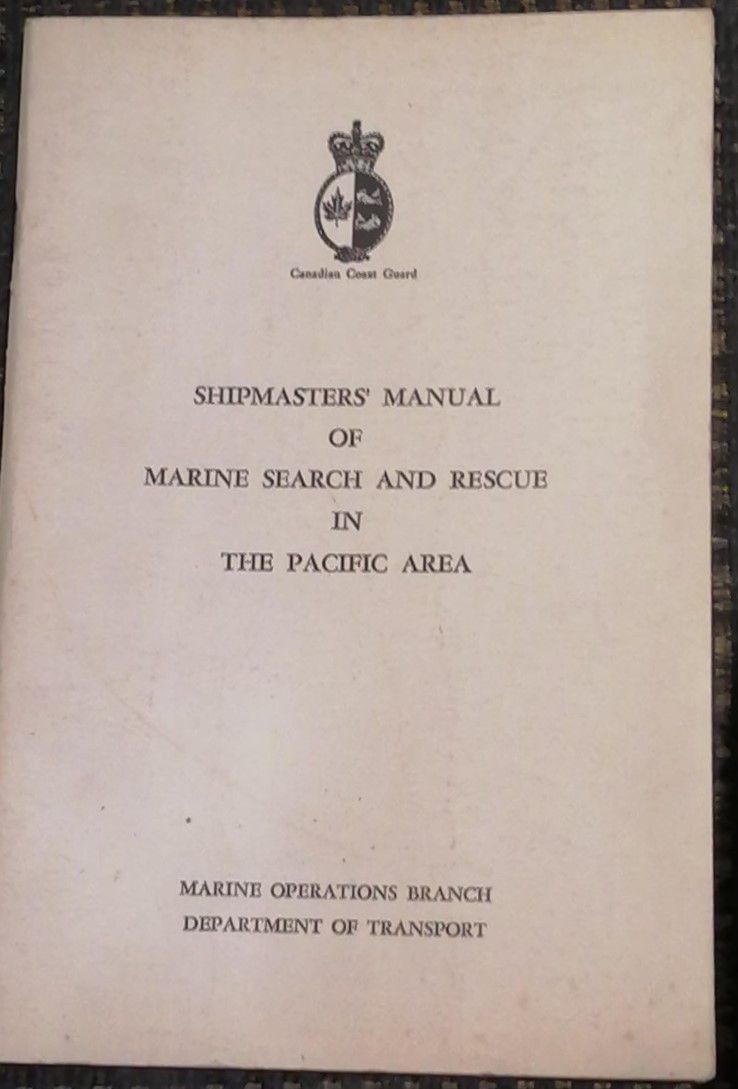 Canadian Coast Guard
SHIPMASTERS' MANUAL
OF
MARINE SEARCH AND RESCUE
IN
THE PACIFIC AREA
MARINE OPERATIONS BRANCH
DEPARTMENT OF TRANSPORT